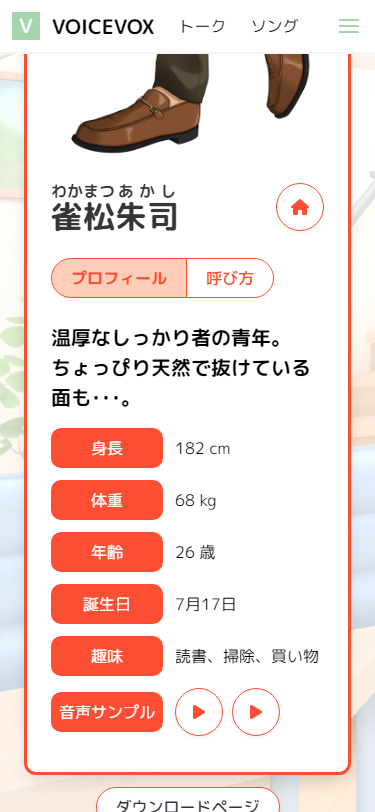 V VOICEVOX トーク ソング
わかまつ あかし
雀松朱司
プロフィール 呼び方
温厚なしっかり者の青年。
ちょっぴり天然で抜けている
面も･･･。
身長 182 cm
体重 68 kg
年齢 26 歳
誕生日 7月17日
趣味 読書、掃除、買い物
音声サンプル
ダウンロードページ